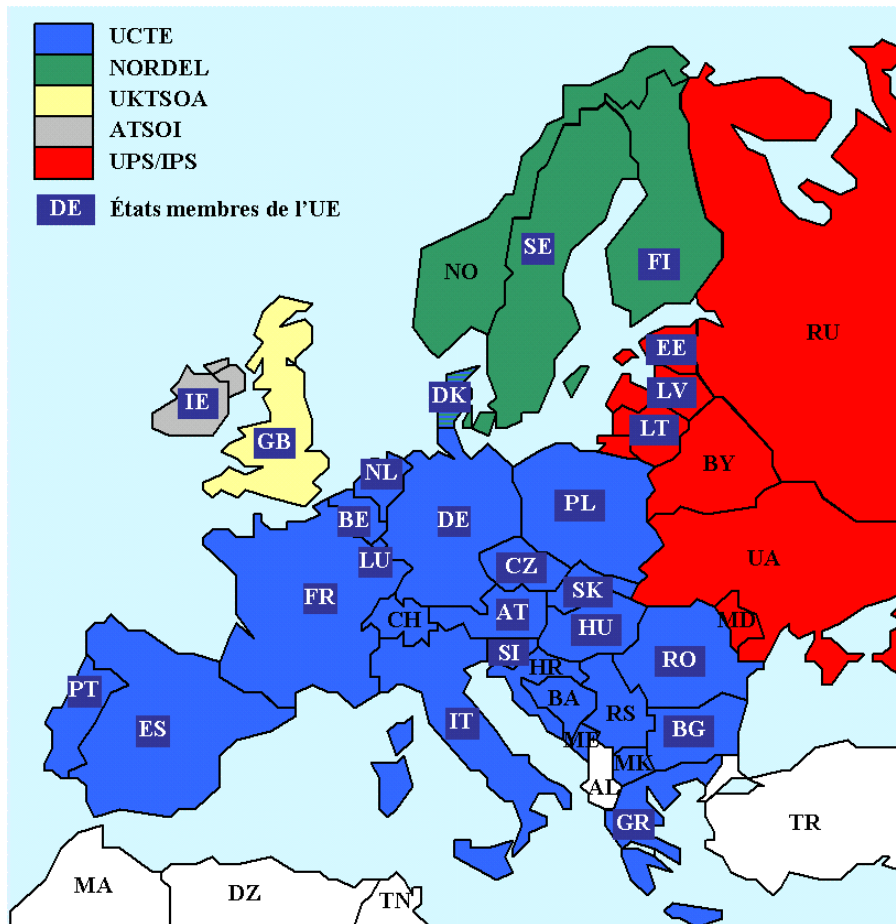 UCTE
NORDEL
UKTSOA
ATSOI
UPS/IPS
DE États membres de l'UE
SE
NO
FI
RU
EE
LV
DK
IE
LT
GB
BY
NL
PL
BE
DE
LU
CZ
UA
SK
FR
AT
CH
HU
MD
SI
RO
HR
PT
BA
RS
ES
IT
BG
ME
MK
AL
GR
TR
MA
DZ
TN